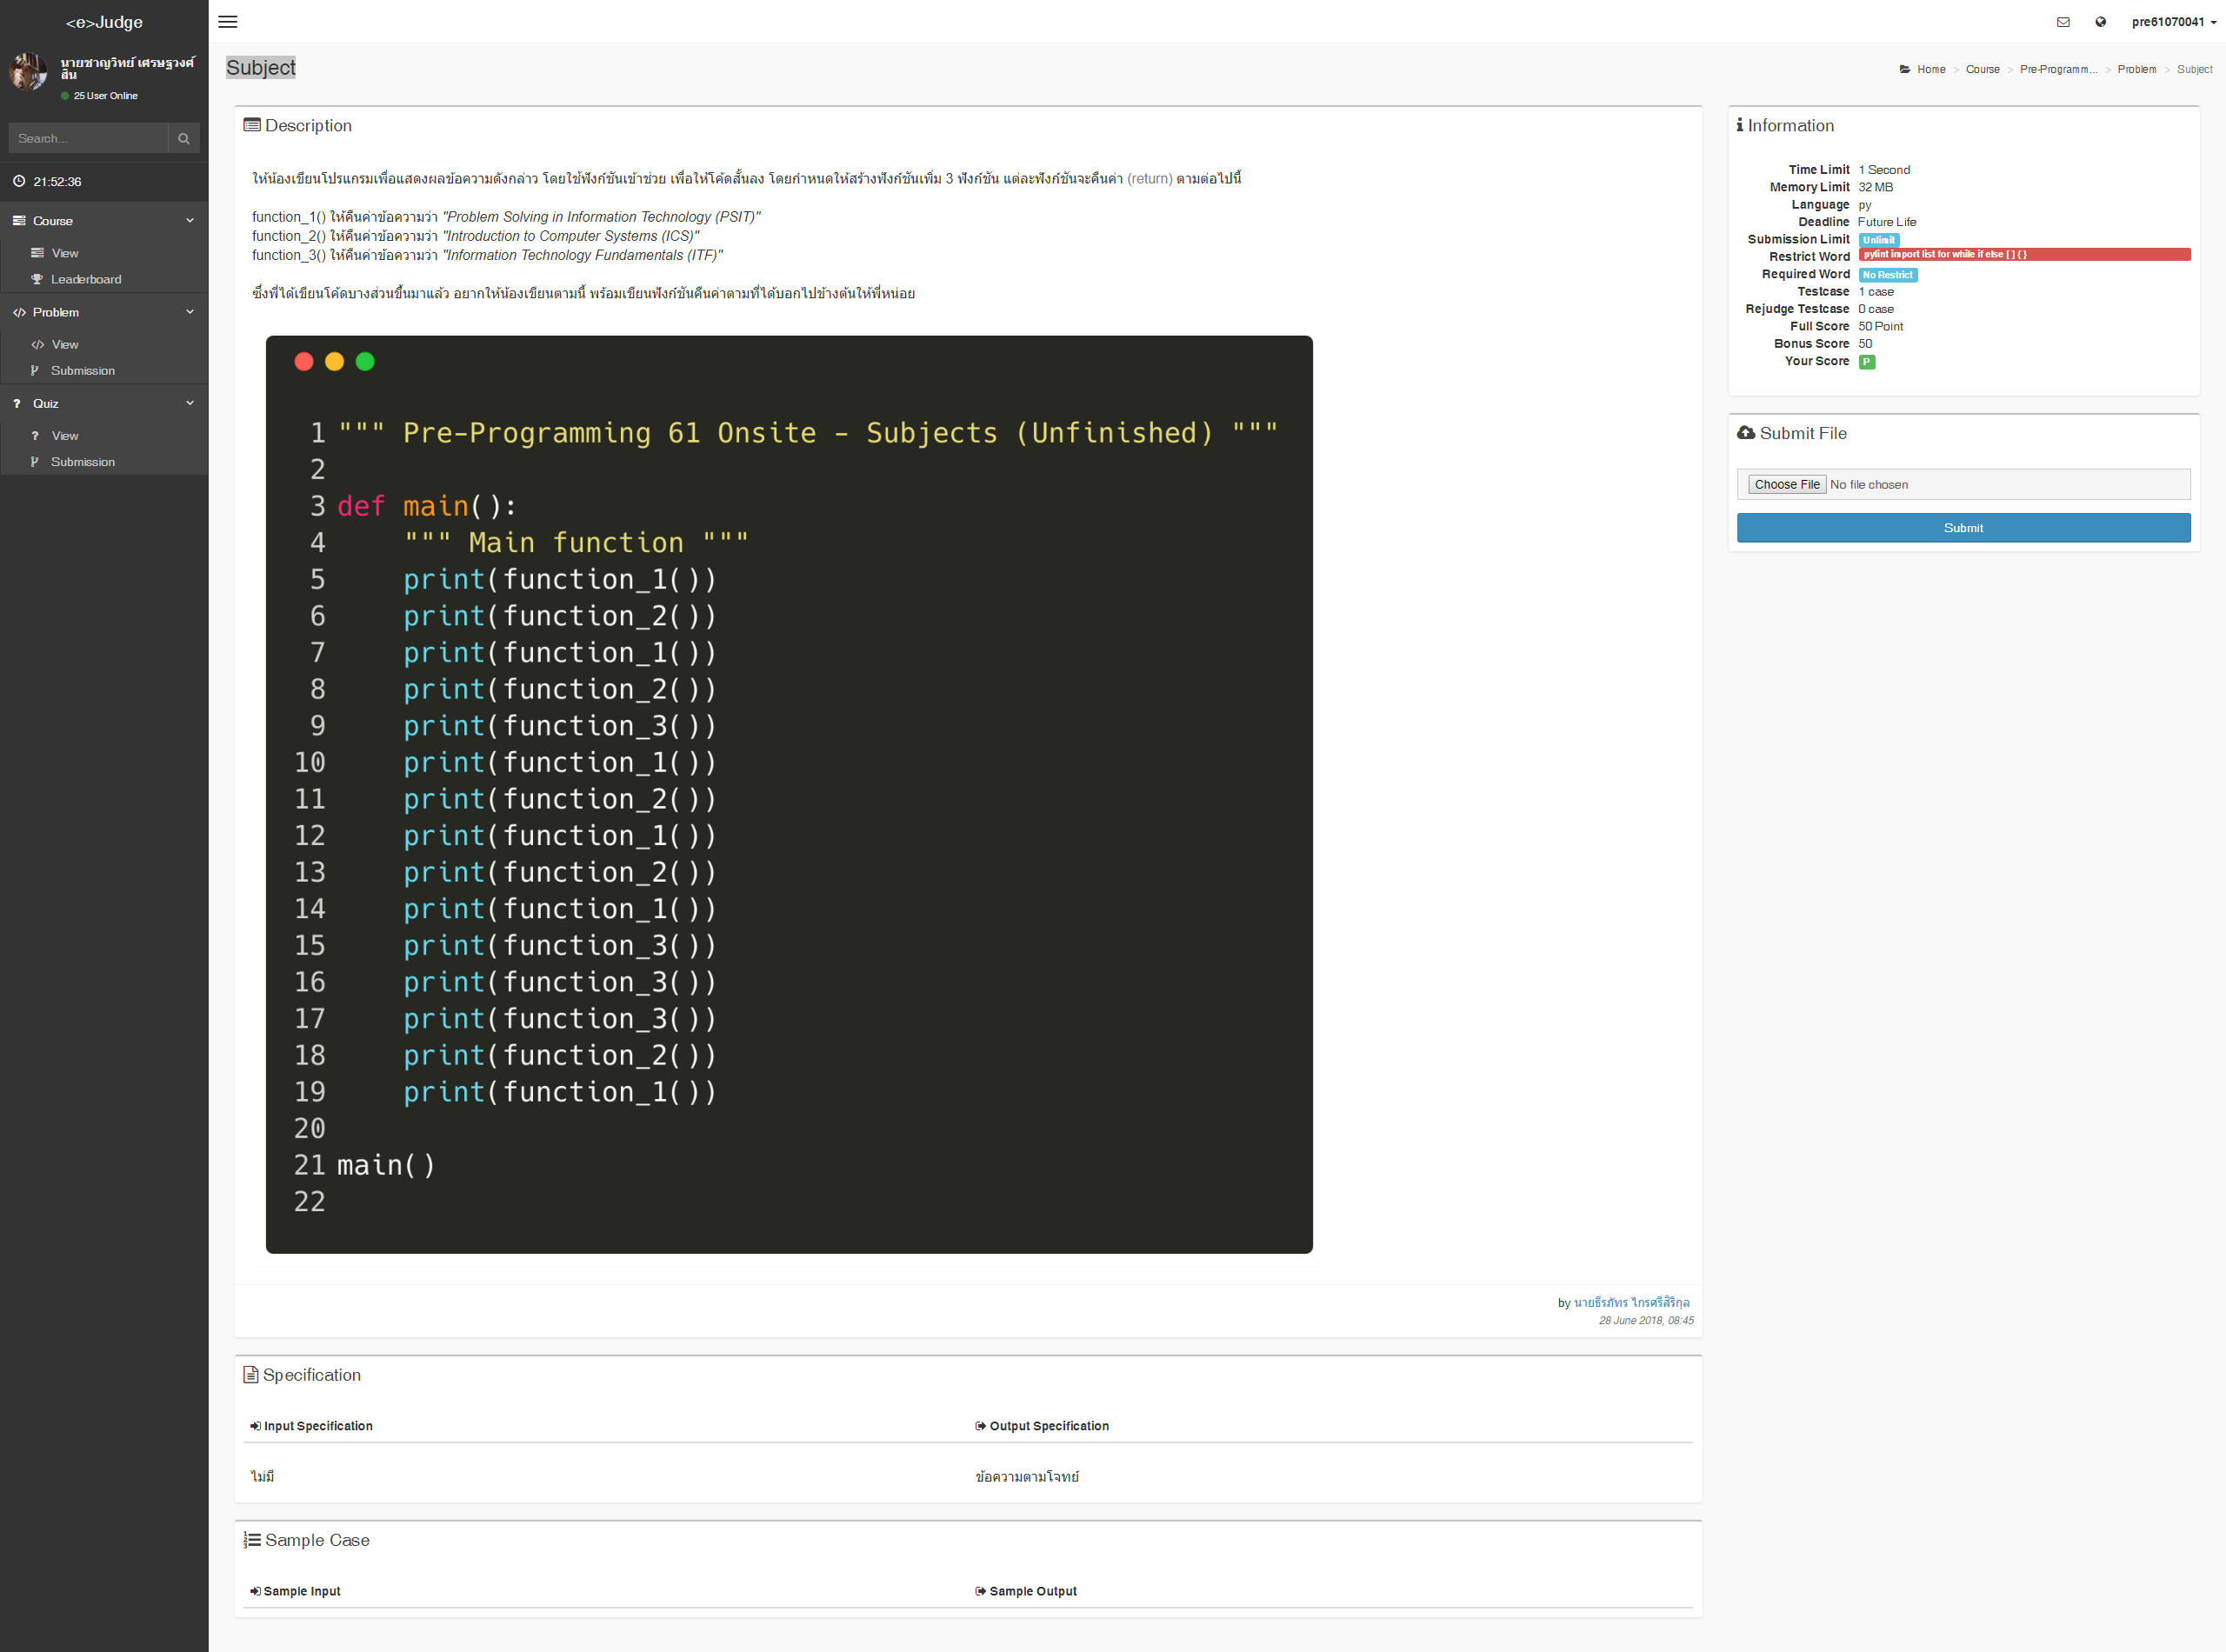 <e>Judge
นายชาญวิทย์ เศรษฐวงศ์
สิน
25 User Online
Search...
21:52:36
Course
View
Leaderboard
Problem
View
Submission
Quiz
View
Submission
pre61070041
Subject
Home > Course > Pre-Programm... > Problem > Subject
Description
ให้น้องเขียนโปรแกรมเพื่อแสดงผลข้อความดังกล่าว โดยใช้ฟังก์ชันเข้าช่วย เพื่อให้โค้ดสั้นลง โดยกำหนดให้สร้างฟังก์ชันเพิ่ม 3 ฟังก์ชัน แต่ละฟังก์ชันจะคืนค่า (return) ตามต่อไปนี้
function_1() ให้คืนค่าข้อความว่า "Problem Solving in Information Technology (PSIT)"
function_2() ให้คืนค่าข้อความว่า "Introduction to Computer Systems (ICS)"
function_3() ให้คืนค่าข้อความว่า "Information Technology Fundamentals (ITF)"
ซึ่งพี่ได้เขียนโค้ดบางส่วนขึ้นมาแล้ว อยากให้น้องเขียนตามนี้ พร้อมเขียนฟังก์ชันคืนค่าตามที่ได้บอกไปข้างต้นให้พี่หน่อย
1 """ Pre-Programming 61 Onsite - Subjects (Unfinished) """
2
3 def main():
4 """ Main function """
5 print(function_1())
6 print(function_2())
7 print(function_1())
8 print(function_2())
9 print(function_3())
10 print(function_1())
11 print(function_2())
12 print(function_1())
13 print(function_2())
14 print(function_1())
15 print(function_3())
16 print(function_3())
17 print(function_3())
18 print(function_2())
19 print(function_1())
20
21 main()
22
by นายธีรภัทร ไกรศรีสิริกุล
28 June 2018, 08:45
Specification
Input Specification
Output Specification
ไม่มี
ข้อความตามโจทย์
Sample Case
Sample Input
Sample Output
Information
Time Limit 1 Second
Memory Limit 32 MB
Language py
Deadline Future Life
Submission Limit Unlimit
Restrict Word pylint import list for while if else [ ] { }
Required Word No Restrict
Testcase 1 case
Rejudge Testcase 0 case
Full Score 50 Point
Bonus Score 50
Your Score P
Submit File
Choose File No file chosen
Submit